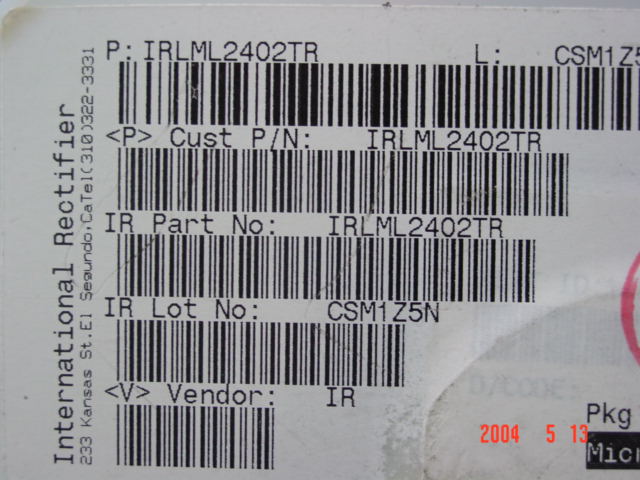 P: IRLML2402TR L: CSM1Z5
<P> Cust P/N: IRLML2402TR
IR Part No: IRLML2402TR
IR Lot No: CSM1Z5N
<V> Vendor: IR
International Rectifier
233 Kansas St.El Segundo,CaTel(310)322-3331
D/CODE:
Pkg
Micr
2004 5 13